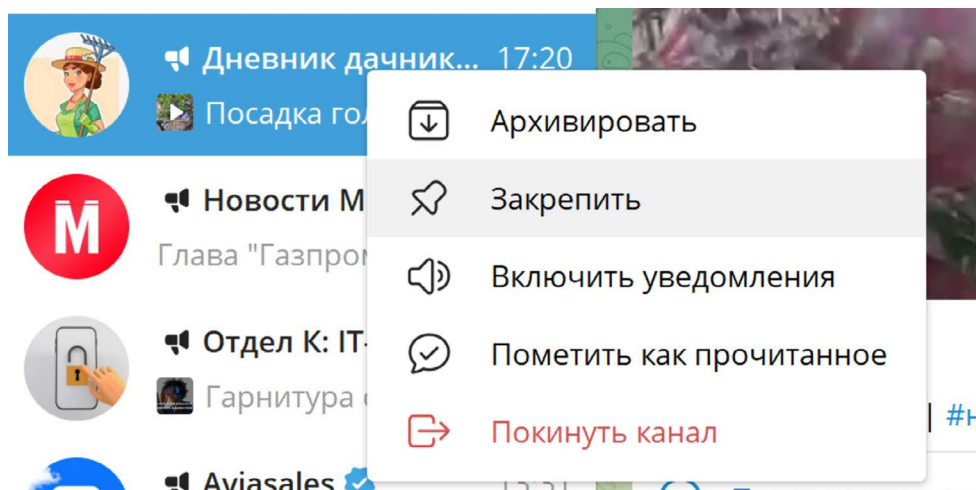 Дневник дачник... 17:20
Посадка гол
Архивировать
Закрепить
Новости М
М
Глава "Газпро
Включить уведомления
Отдел К: IT-
Пометить как прочитанное
Гарнитура
| #н
Покинуть канал
Aviasales